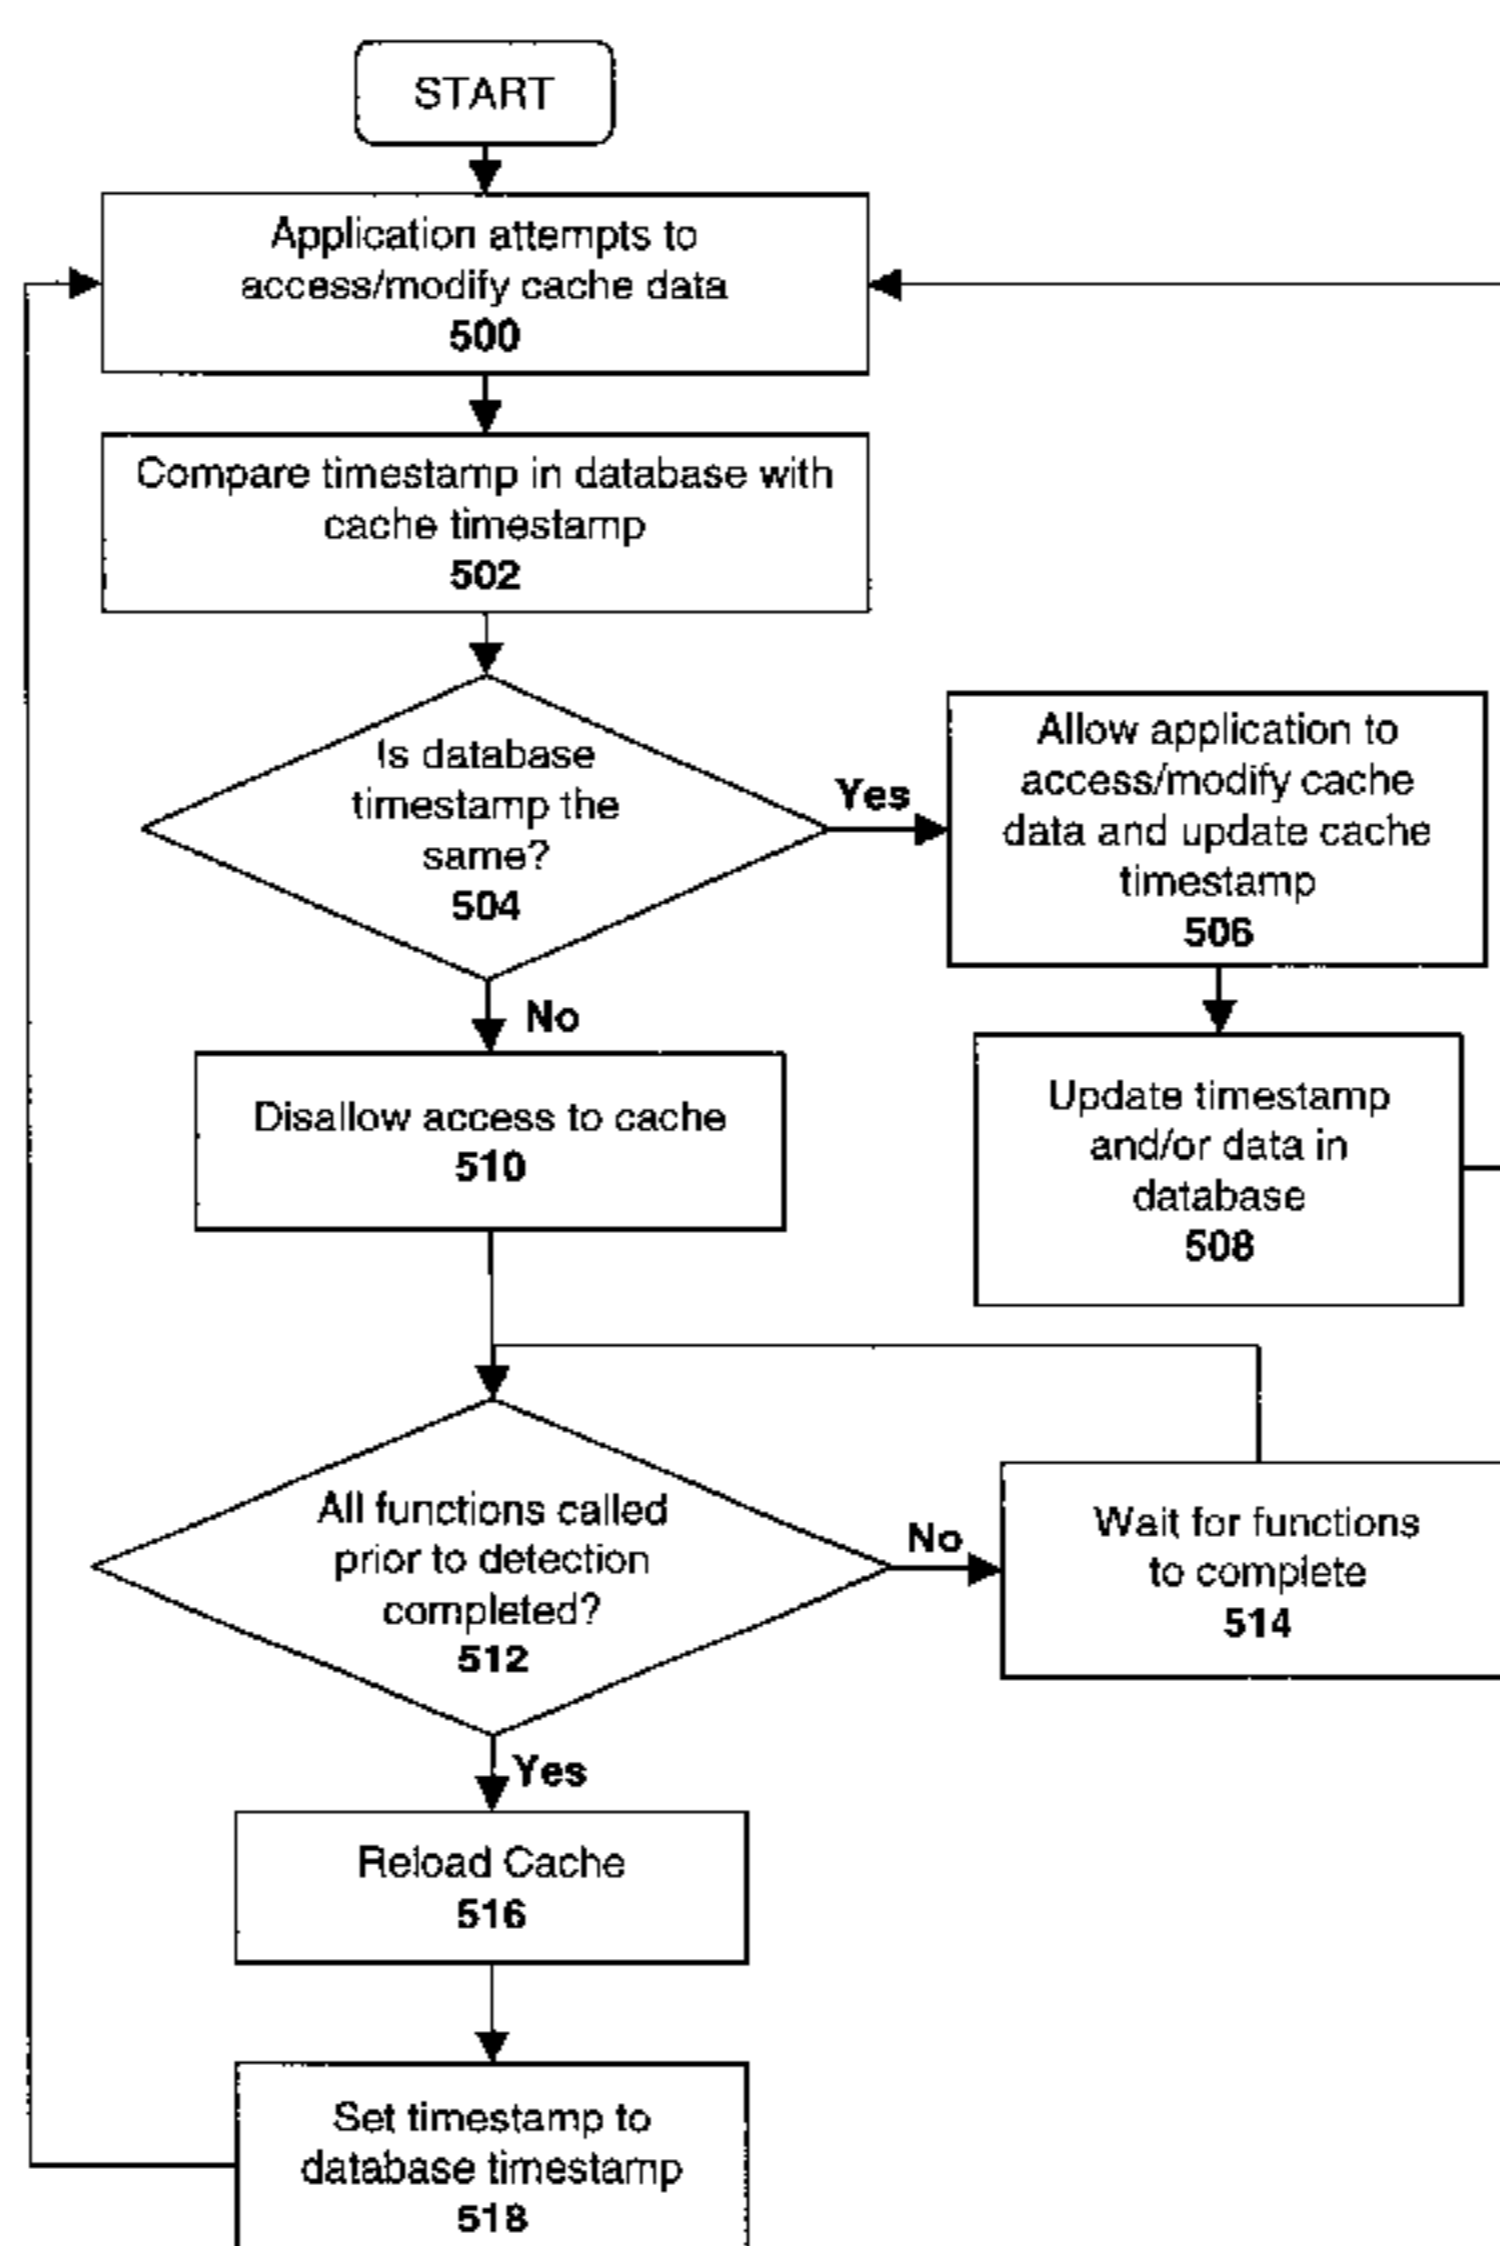 START
Application attempts to
access/modify cache data
500
Compare timestamp in database with
cache timestamp
502
Is database
timestamp the
same?
504
Yes
Allow application to
access/modify cache
data and update cache
timestamp
506
No
Disallow access to cache
510
Update timestamp
and/or data in
database
508
All functions called
prior to detection
completed?
512
No
Wait for functions
to complete
514
Yes
Reload Cache
516
Set timestamp to
database timestamp
518